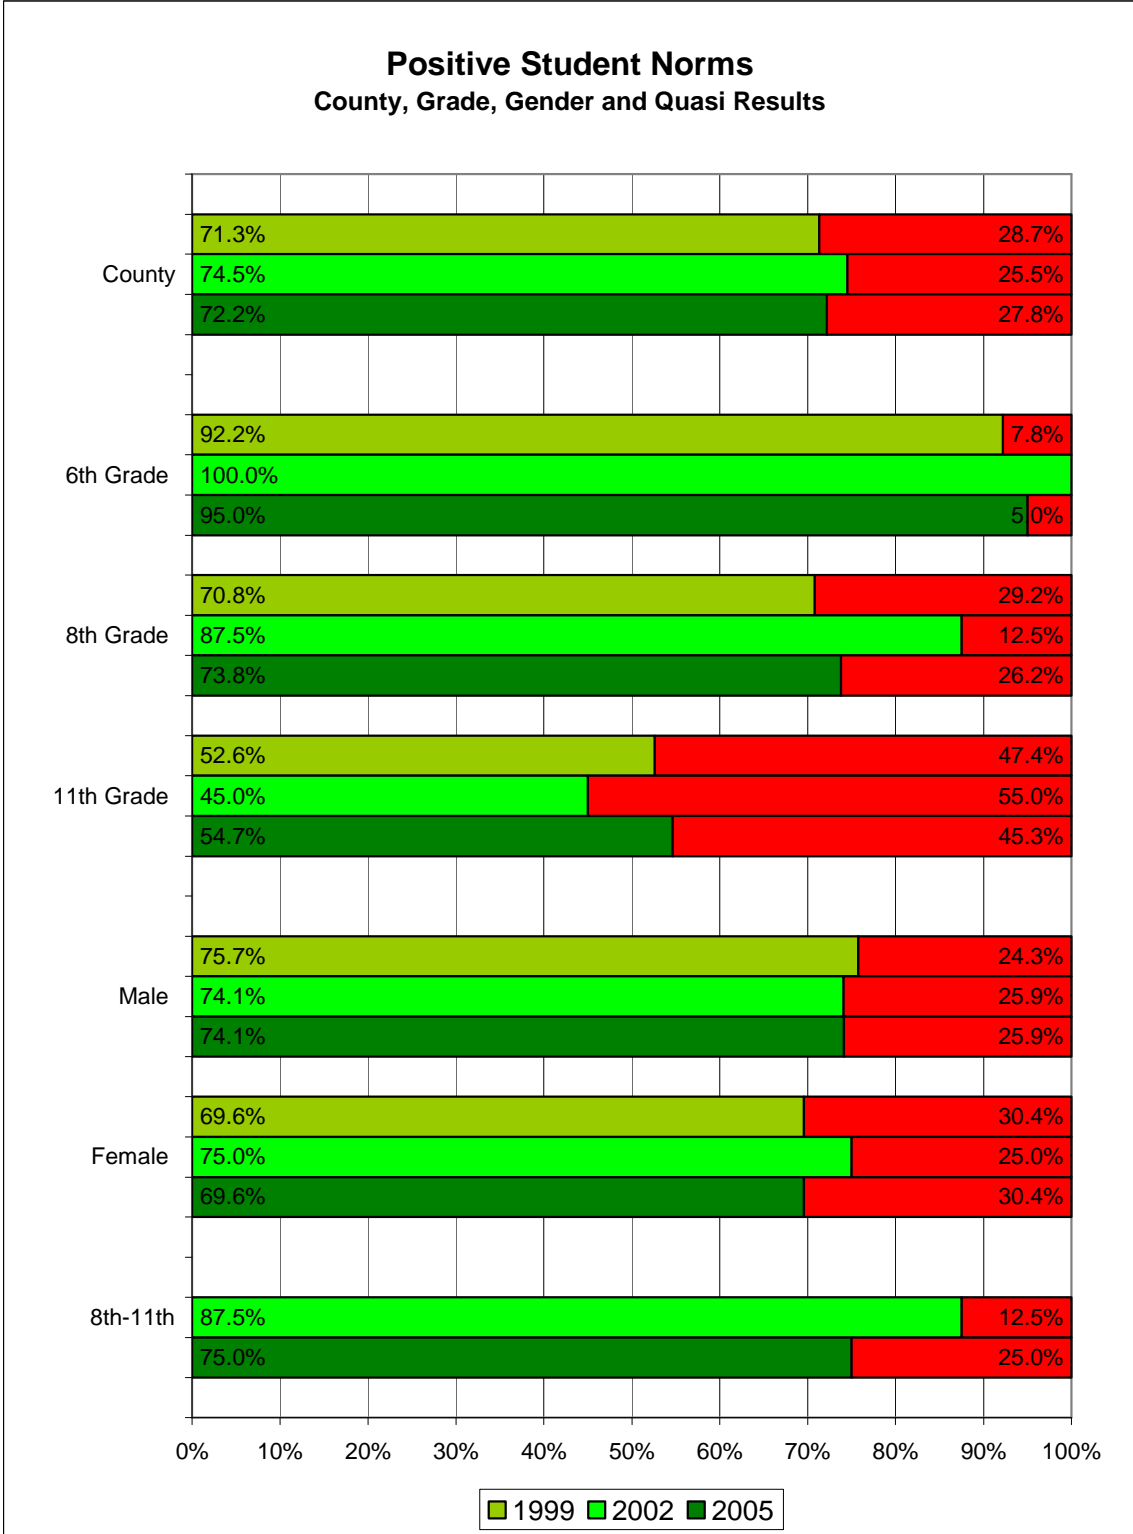 Positive Student Norms
County, Grade, Gender and Quasi Results
71.3% 28.7%
County 74.5% 25.5%
72.2% 27.8%
92.2% 7.8%
6th Grade 100.0%
95.0% 5.0%
70.8% 29.2%
8th Grade 87.5% 12.5%
73.8% 26.2%
52.6% 47.4%
11th Grade 45.0% 55.0%
54.7% 45.3%
75.7% 24.3%
Male 74.1% 25.9%
74.1% 25.9%
69.6% 30.4%
Female 75.0% 25.0%
69.6% 30.4%
8th-11th 87.5% 12.5%
75.0% 25.0%
0% 10% 20% 30% 40% 50% 60% 70% 80% 90% 100%
1999 2002 2005